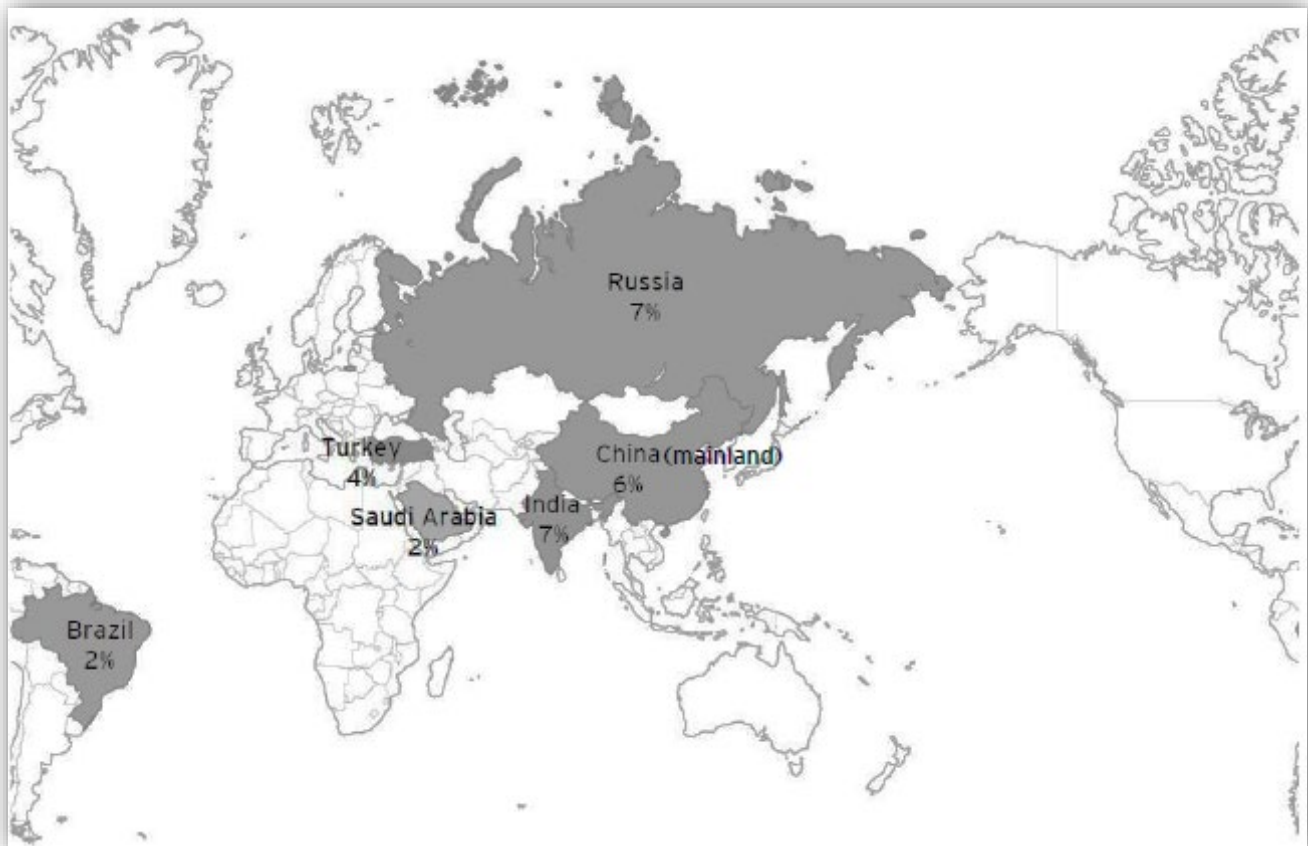 Russia
7%
Turkey
4%
China(mainland)
6%
Saudi Arabia
2%
India
7%
Brazil
2%